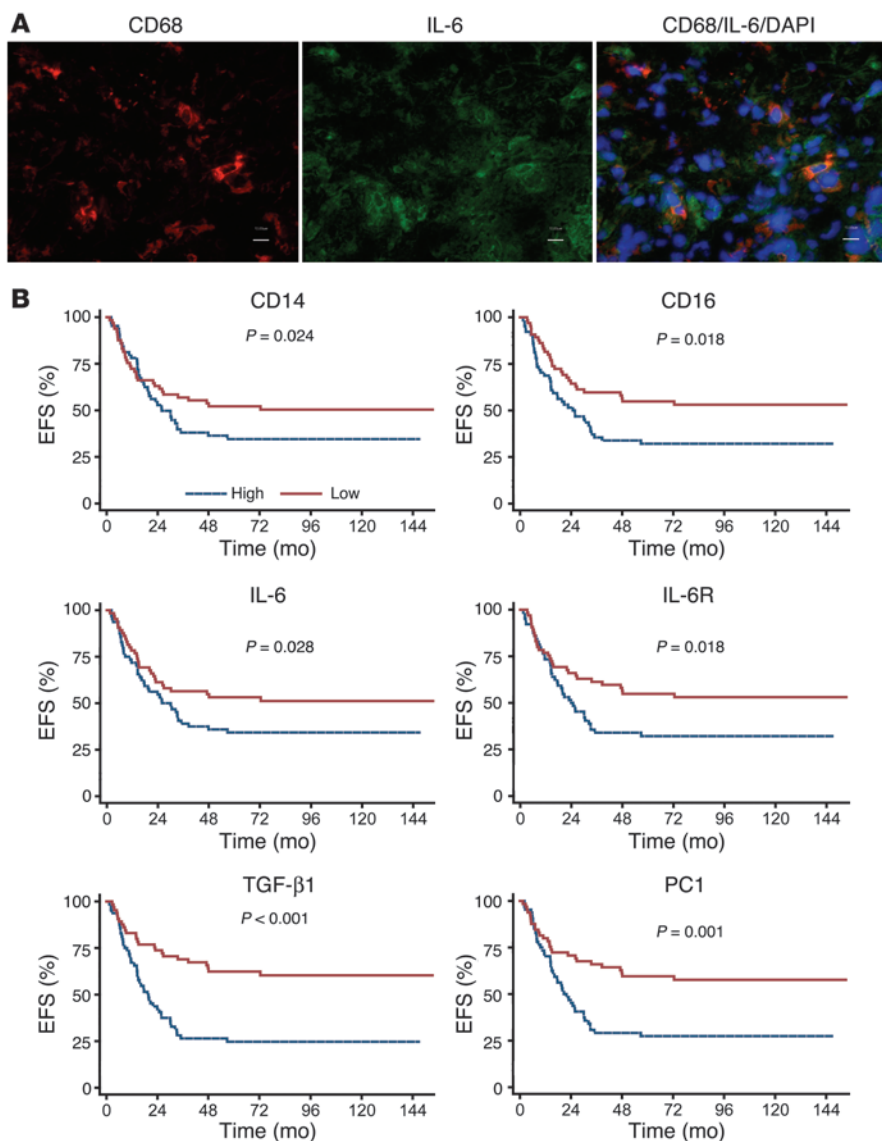 A
CD68 IL-6 CD68/IL-6/DAPI
B
CD14
100
75
50
25
0
EFS (%)
P = 0.024
High Low
0 24 48 72 96 120 144
Time (mo)
CD16
100
75
50
25
0
EFS (%)
P = 0.018
0 24 48 72 96 120 144
Time (mo)
IL-6
100
75
50
25
0
EFS (%)
P = 0.028
0 24 48 72 96 120 144
Time (mo)
IL-6R
100
75
50
25
0
EFS (%)
P = 0.018
0 24 48 72 96 120 144
Time (mo)
TGF-β1
100
75
50
25
0
EFS (%)
P < 0.001
0 24 48 72 96 120 144
Time (mo)
PC1
100
75
50
25
0
EFS (%)
P = 0.001
0 24 48 72 96 120 144
Time (mo)